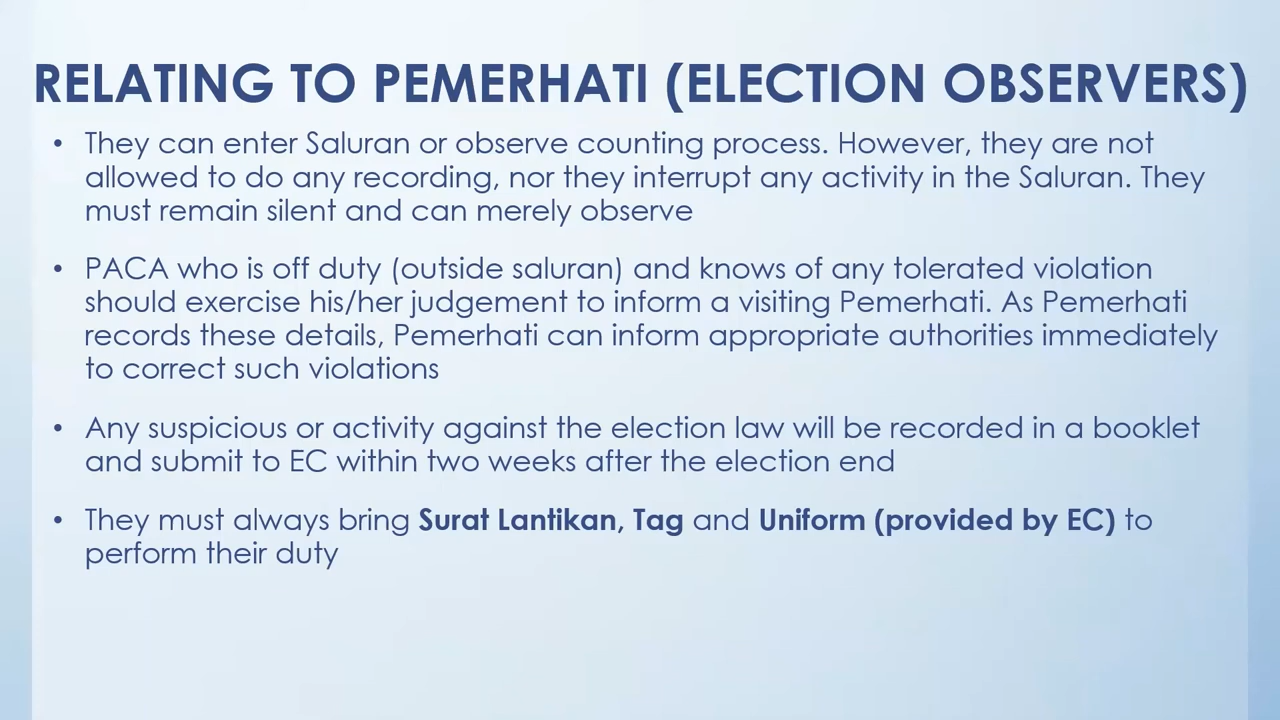 RELATING TO PEMERHATI (ELECTION OBSERVERS)
• They can enter Saluran or observe counting process. However, they are not
allowed to do any recording, nor they interrupt any activity in the Saluran. They
must remain silent and can merely observe
• PACA who is off duty (outside saluran) and knows of any tolerated violation
should exercise his/her judgement to inform a visiting Pemerhati. As Pemerhati
records these details, Pemerhati can inform appropriate authorities immediately
to correct such violations
• Any suspicious or activity against the election law will be recorded in a booklet
and submit to EC within two weeks after the election end
• They must always bring Surat Lantikan, Tag and Uniform (provided by EC) to
perform their duty